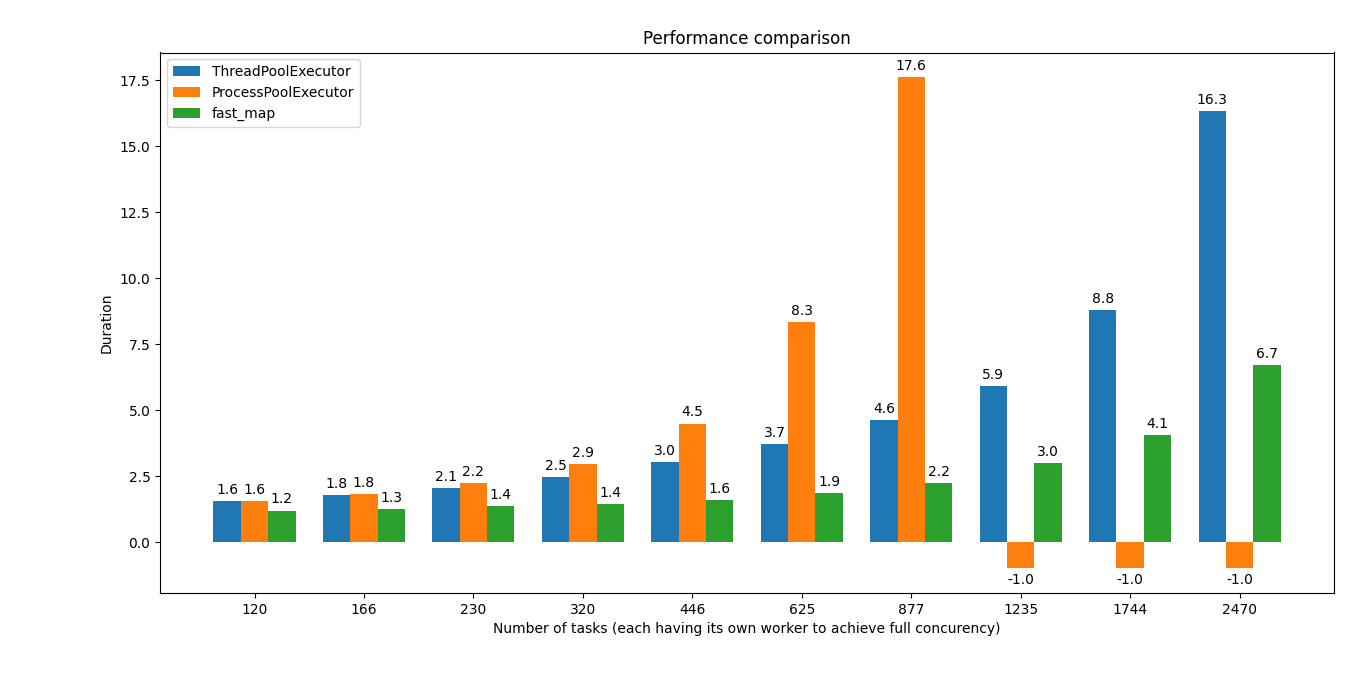 Performance comparison
ThreadPoolExecutor
ProcessPoolExecutor
fast_map
Duration
17.5
15.0
12.5
10.0
7.5
5.0
2.5
0.0
1.6 1.6 1.2
1.8 1.8 1.3
2.1 2.2 1.4
2.5 2.9 1.4
3.0 4.5 1.6
3.7 8.3 1.9
4.6 17.6 2.2
5.9 -1.0 3.0
8.8 -1.0 4.1
16.3 -1.0 6.7
120 166 230 320 446 625 877 1235 1744 2470
Number of tasks (each having its own worker to achieve full concurency)